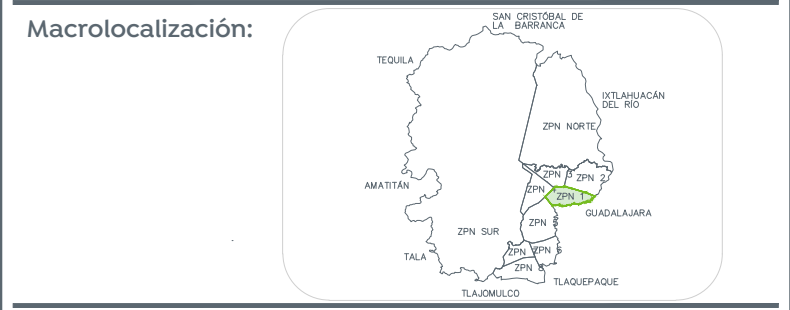 Macrolocalización:
SAN CRISTÓBAL DE
LA BARRANCA
TEQUILA
IXTLAHUACÁN
DEL RÍO
ZPN NORTE
ZPN 3
ZPN 2
AMATITÁN
ZPN
ZPN 1
GUADALAJARA
ZPN 5
ZPN SUR
ZPN
ZPN 6
TALA
ZPN 8
TLAQUEPAQUE
TLAJOMULCO